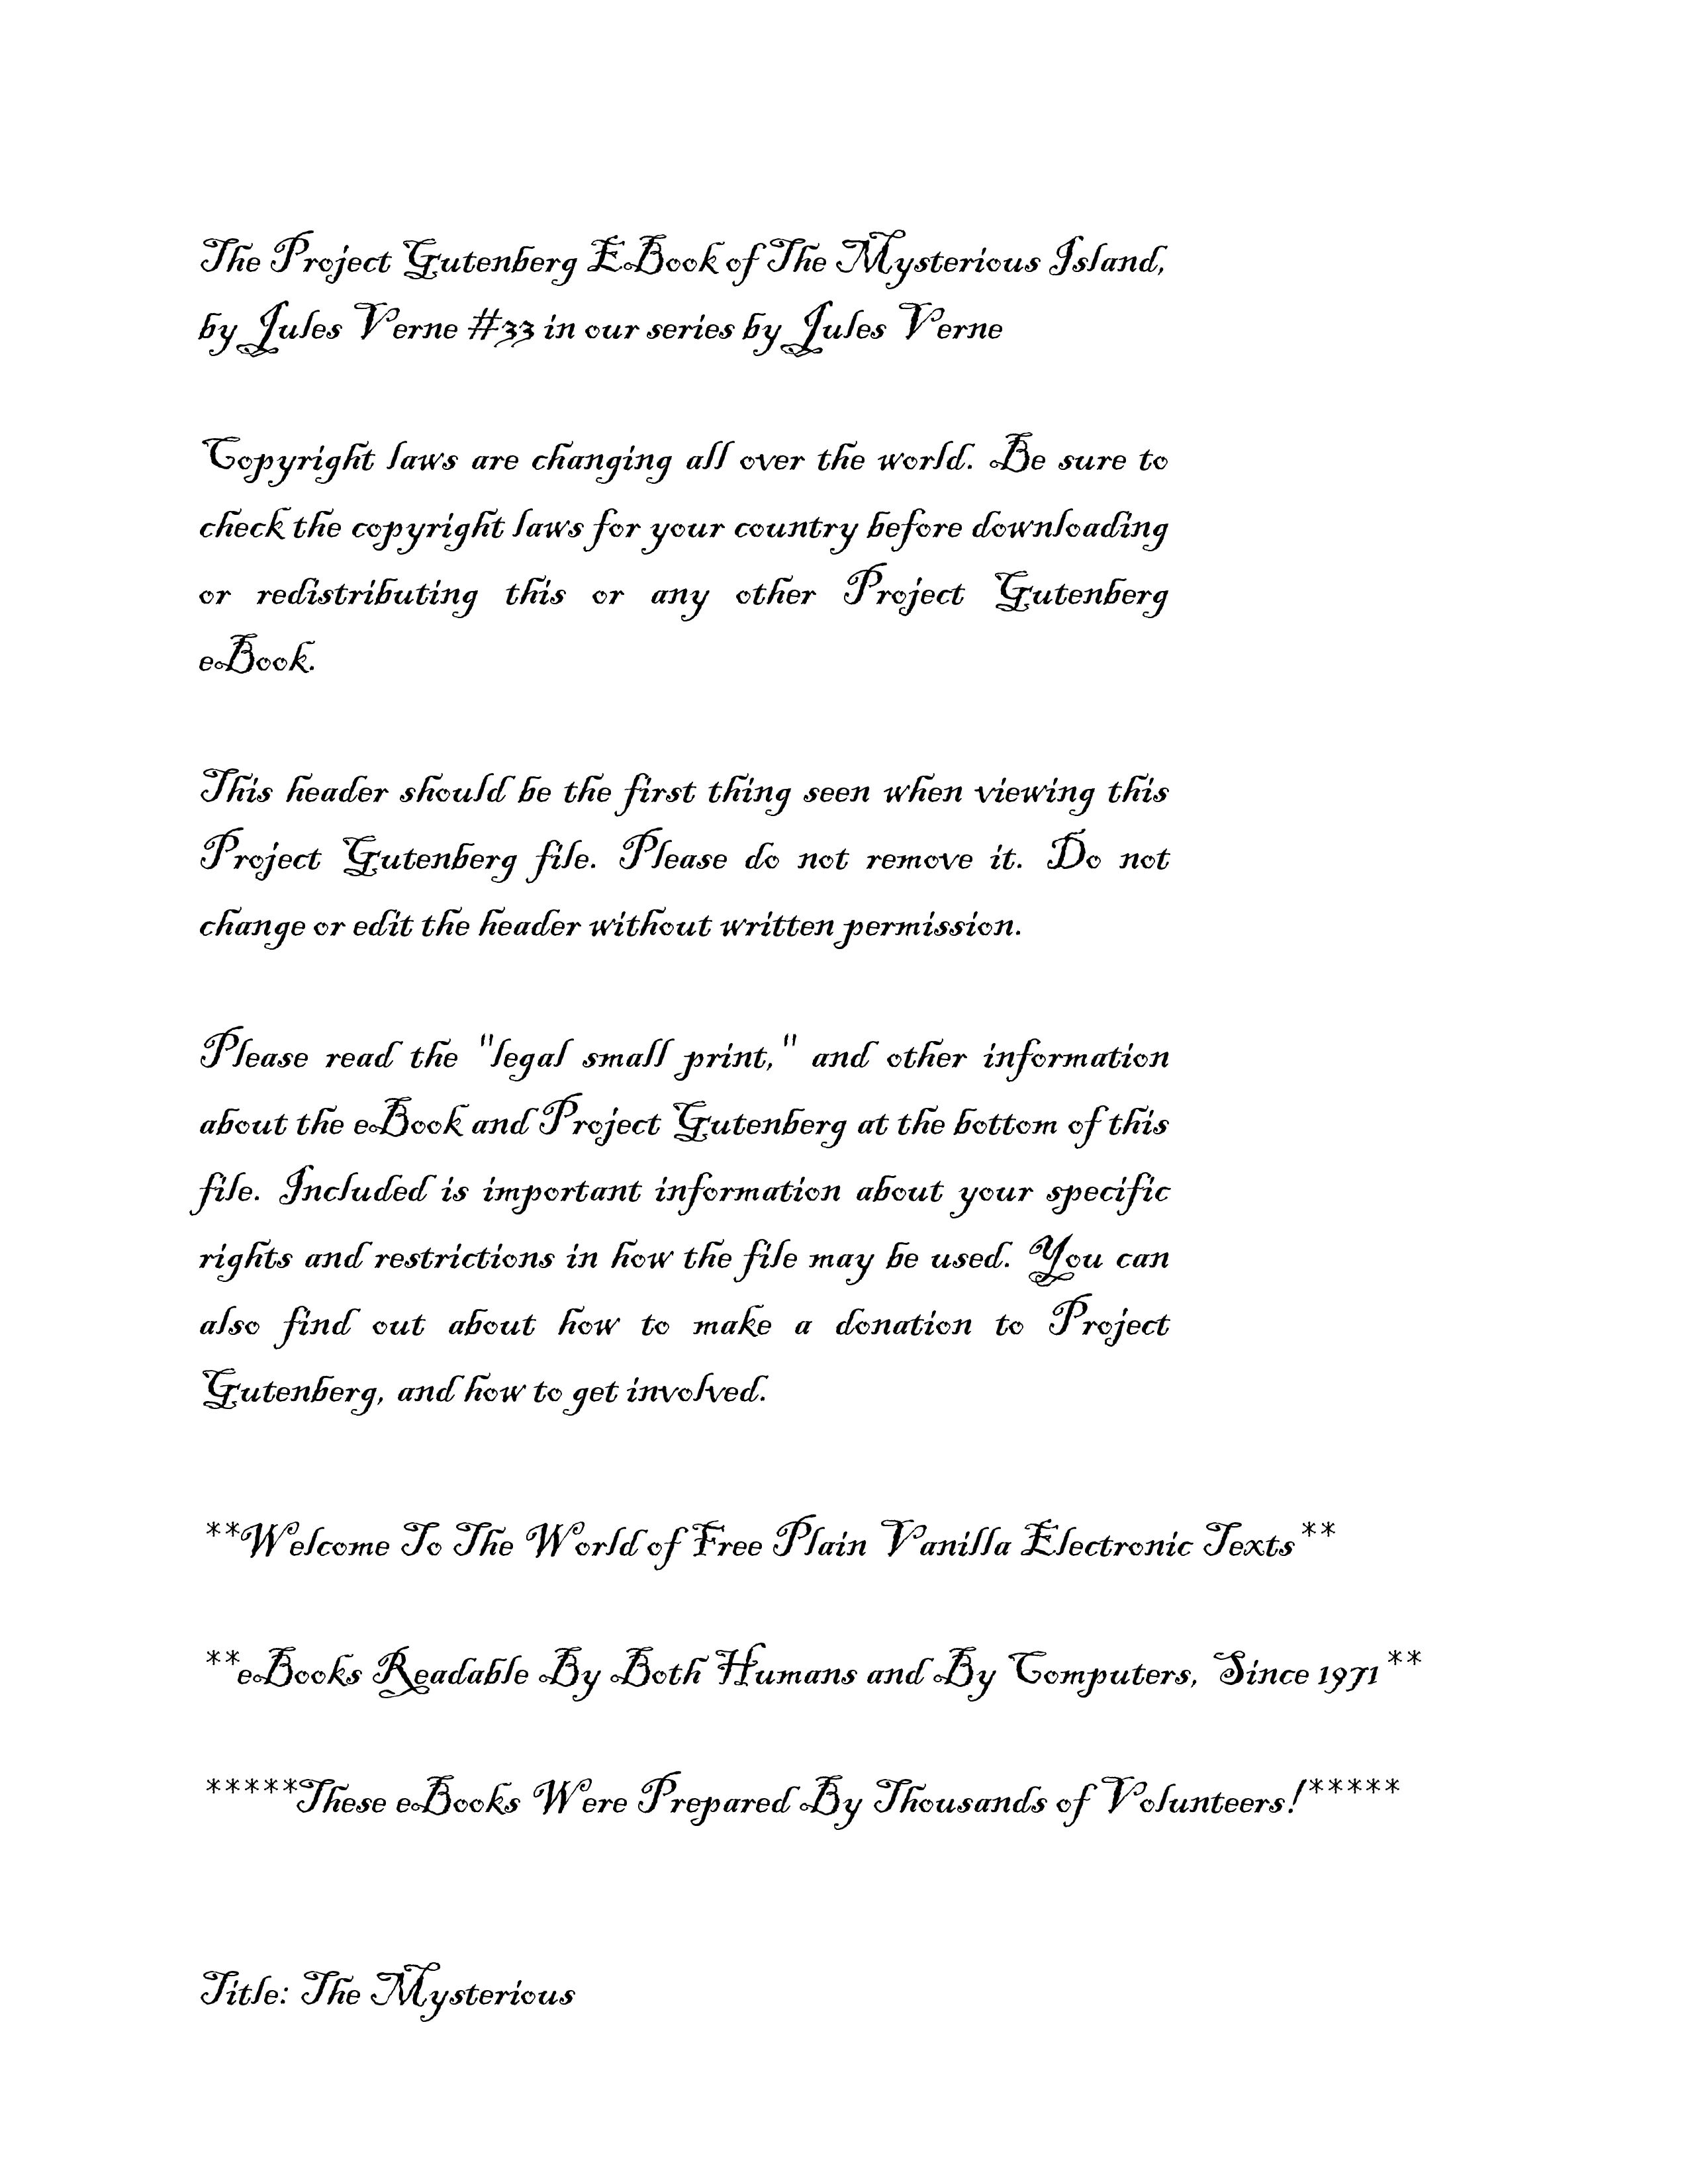 The Project Gutenberg EBook of The Mysterious Island,
by Jules Verne #33 in our series by Jules Verne
Copyright laws are changing all over the world. Be sure to
check the copyright laws for your country before downloading
or redistributing this or any other Project Gutenberg
eBook.
This header should be the first thing seen when viewing this
Project Gutenberg file. Please do not remove it. Do not
change or edit the header without written permission.
Please read the "legal small print," and other information
about the eBook and Project Gutenberg at the bottom of this
file. Included is important information about your specific
rights and restrictions in how the file may be used. You can
also find out about how to make a donation to Project
Gutenberg, and how to get involved.
**Welcome To The World of Free Plain Vanilla Electronic Texts**
**eBooks Readable By Both Humans and By Computers, Since 1971**
*****These eBooks Were Prepared By Thousands of Volunteers!*****
Title: The Mysterious